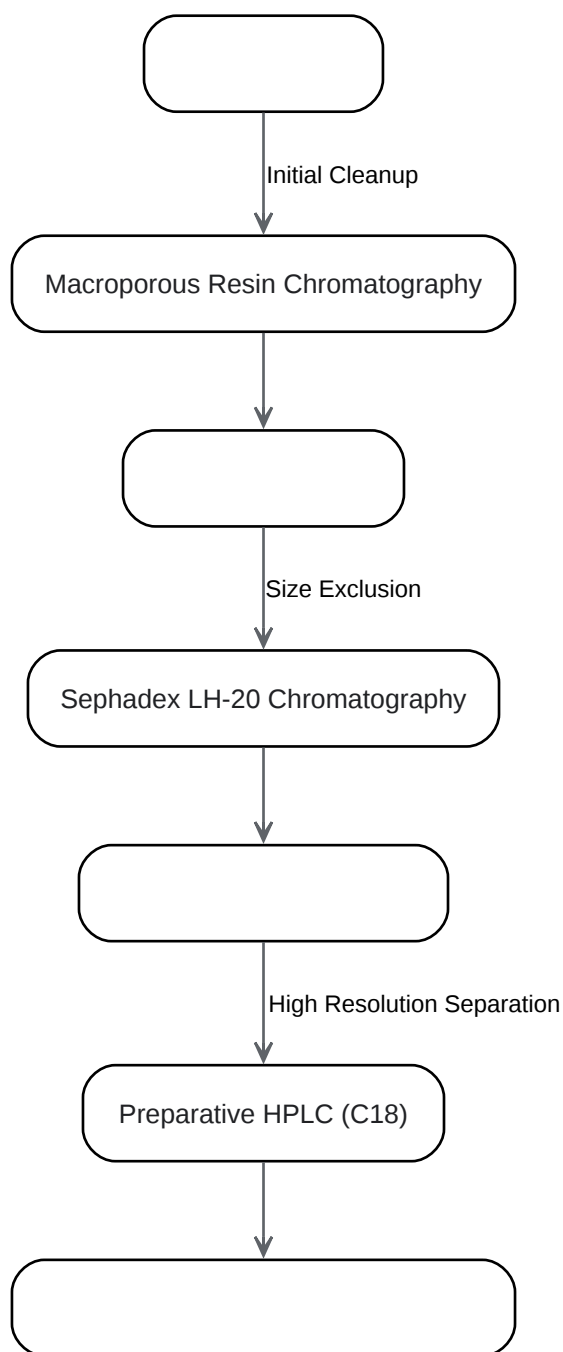 Initial Cleanup
Macroporous Resin Chromatography
Size Exclusion
Sephadex LH-20 Chromatography
High Resolution Separation
Preparative HPLC (C18)